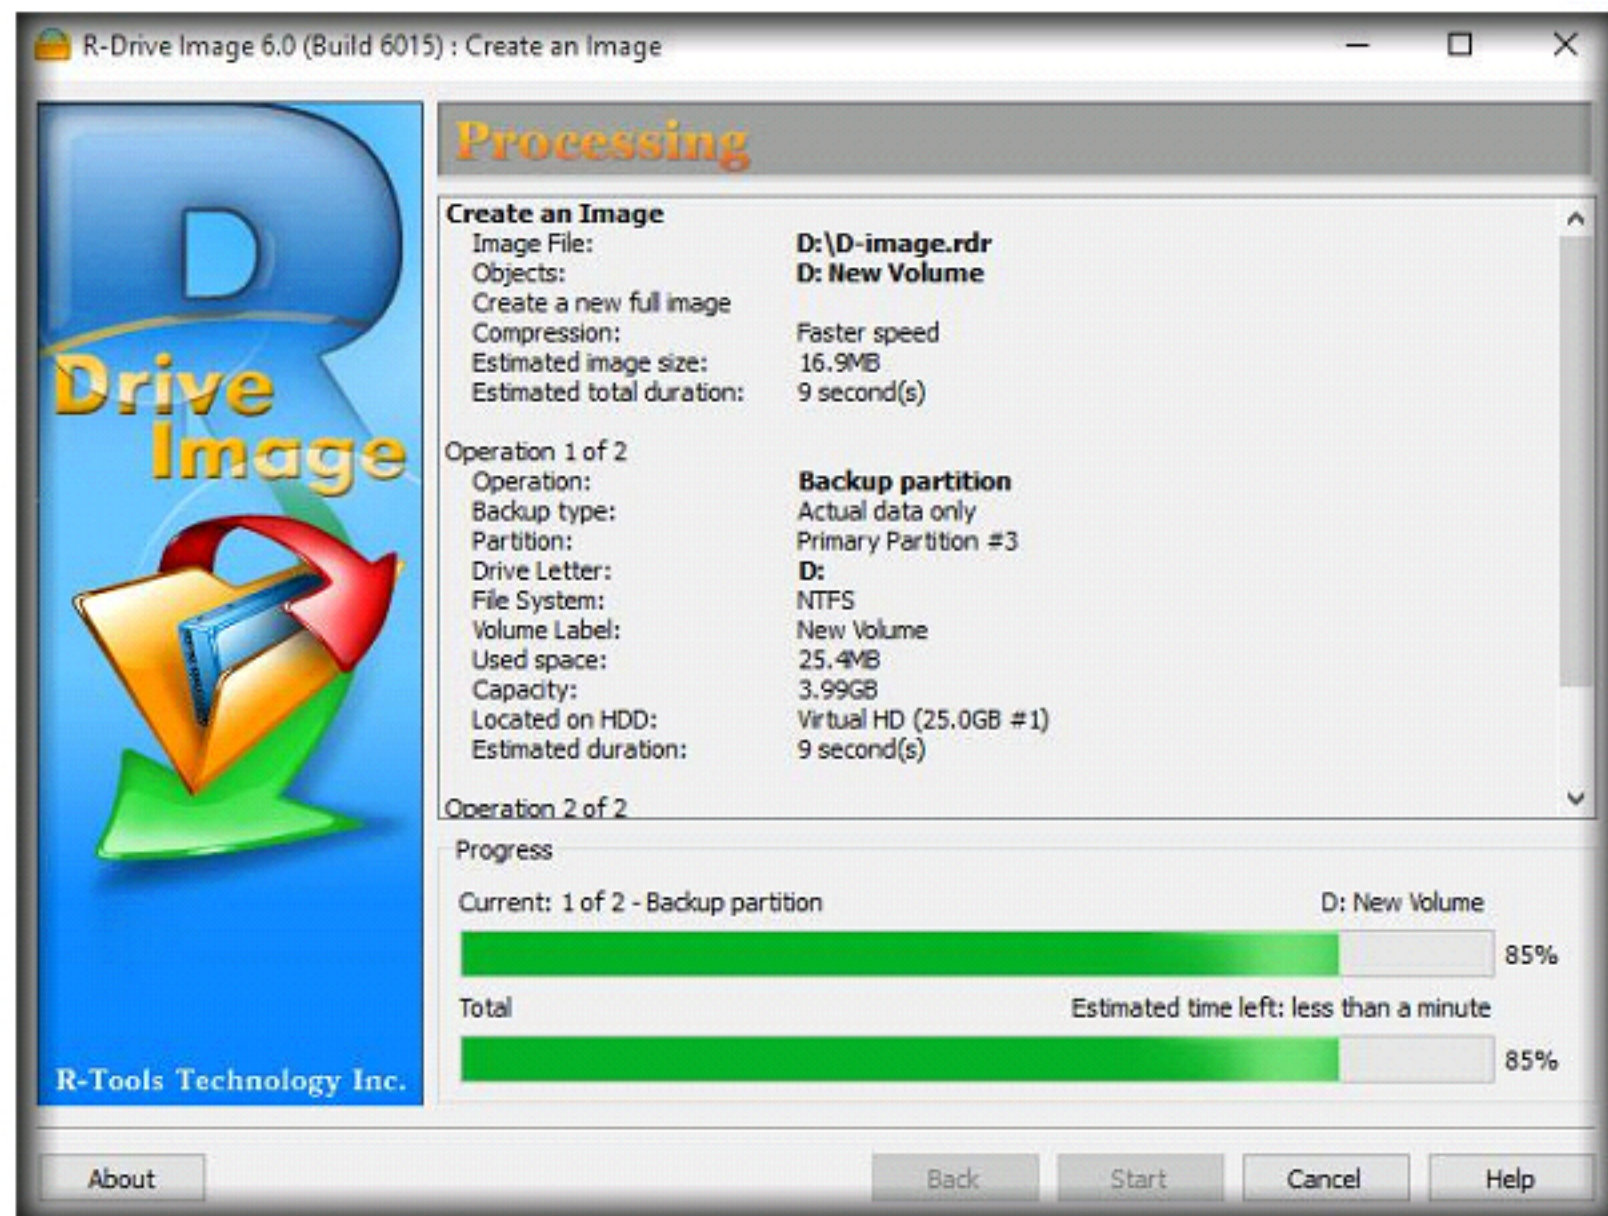 R-Drive Image 6.0 (Build 6015) : Create an Image
R
Drive
Image
R-Tools Technology Inc.
Processing
Create an Image
Image File: D:\D-image.rdr
Objects: D: New Volume
Create a new full image
Compression: Faster speed
Estimated image size: 16.9MB
Estimated total duration: 9 second(s)
Operation 1 of 2
Operation: Backup partition
Backup type: Actual data only
Partition: Primary Partition #3
Drive Letter: D:
File System: NTFS
Volume Label: New Volume
Used space: 25.4MB
Capacity: 3.99GB
Located on HDD: Virtual HD (25.0GB #1)
Estimated duration: 9 second(s)
Operation 2 of 2
Progress
Current: 1 of 2 - Backup partition D: New Volume
85%
Total Estimated time left: less than a minute
85%
About Back Start Cancel Help